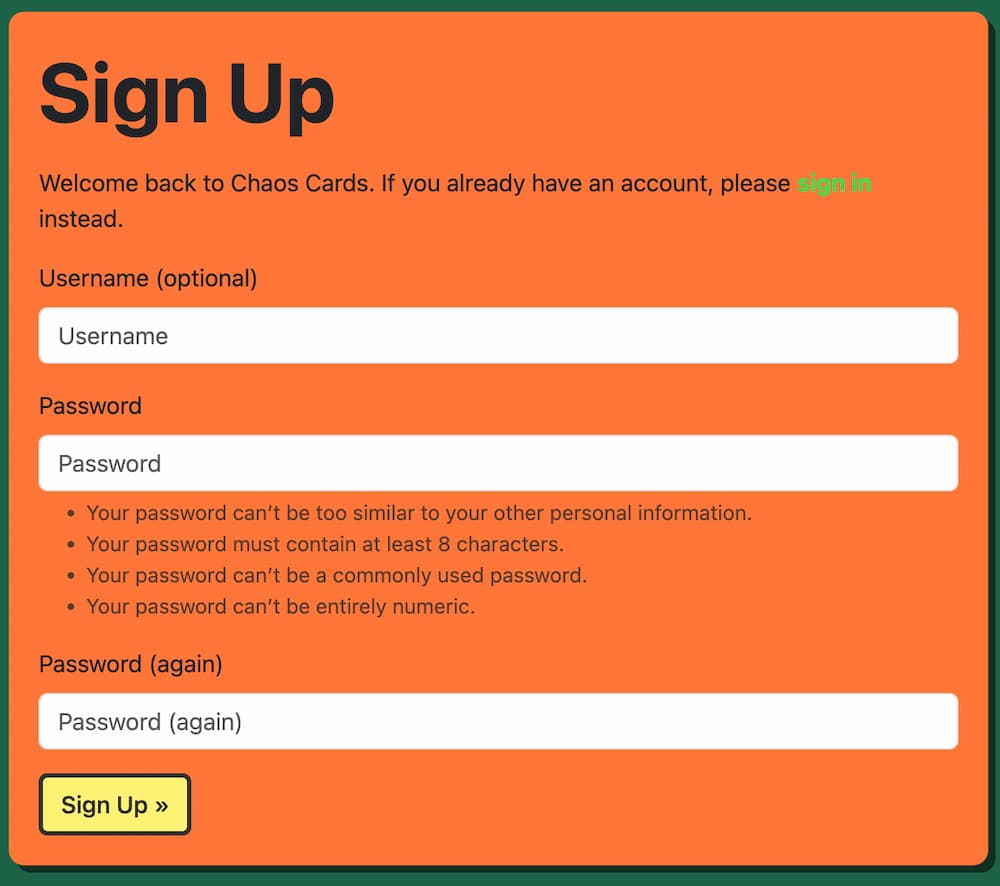 Sign Up
Welcome back to Chaos Cards. If you already have an account, please sign in
instead.
Username (optional)
Username
Password
Password
• Your password can’t be too similar to your other personal information.
• Your password must contain at least 8 characters.
• Your password can’t be a commonly used password.
• Your password can’t be entirely numeric.
Password (again)
Password (again)
Sign Up »